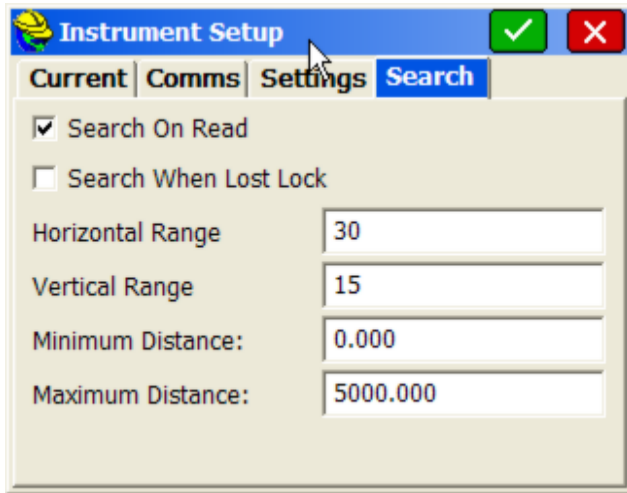 Instrument Setup
Current Comms Settings Search
Search On Read
Search When Lost Lock
Horizontal Range 30
Vertical Range 15
Minimum Distance: 0.000
Maximum Distance: 5000.000